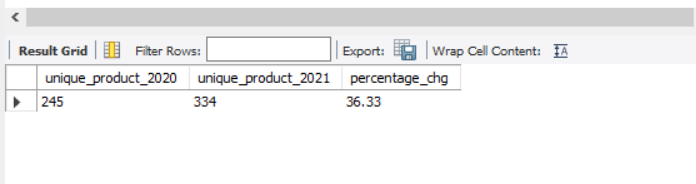 Result Grid Filter Rows: Export: Wrap Cell Content:
unique_product_2020 unique_product_2021 percentage_chg
245 334 36.33